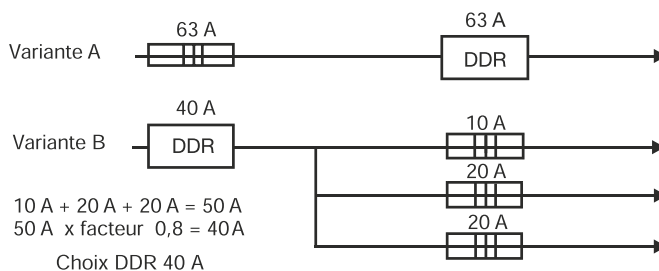 63 A
63 A
Variante A
DDR
40 A
Variante B
DDR
10 A
20 A
20 A
10 A + 20 A + 20 A = 50 A
50 A x facteur 0,8 = 40 A
Choix DDR 40 A